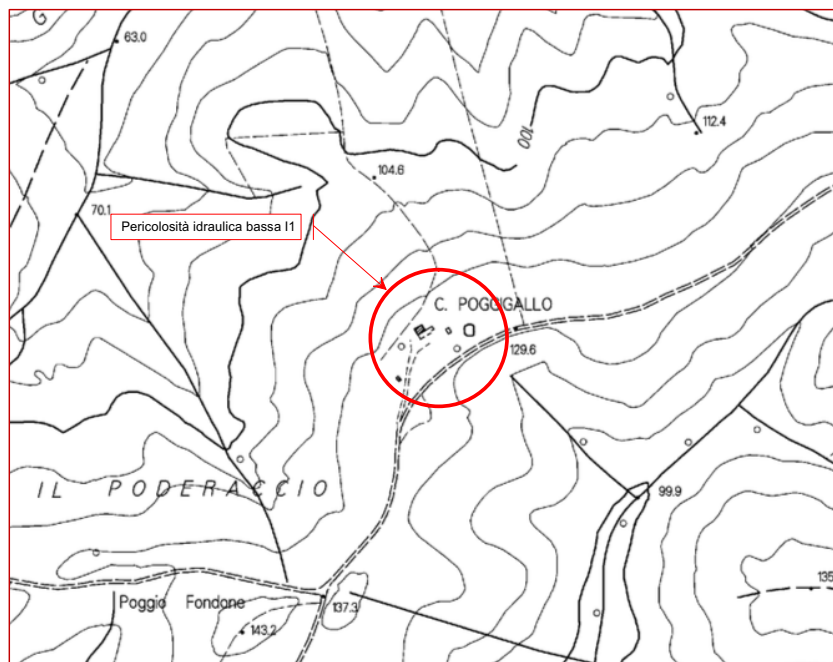 63.0
112.4
100
104.6
70.1
Pericolosità idraulica bassa I1
C. POGGIGALLO
129.6
IL PODERACCIO
99.9
135
Poggio Fondone
137.3
143.2